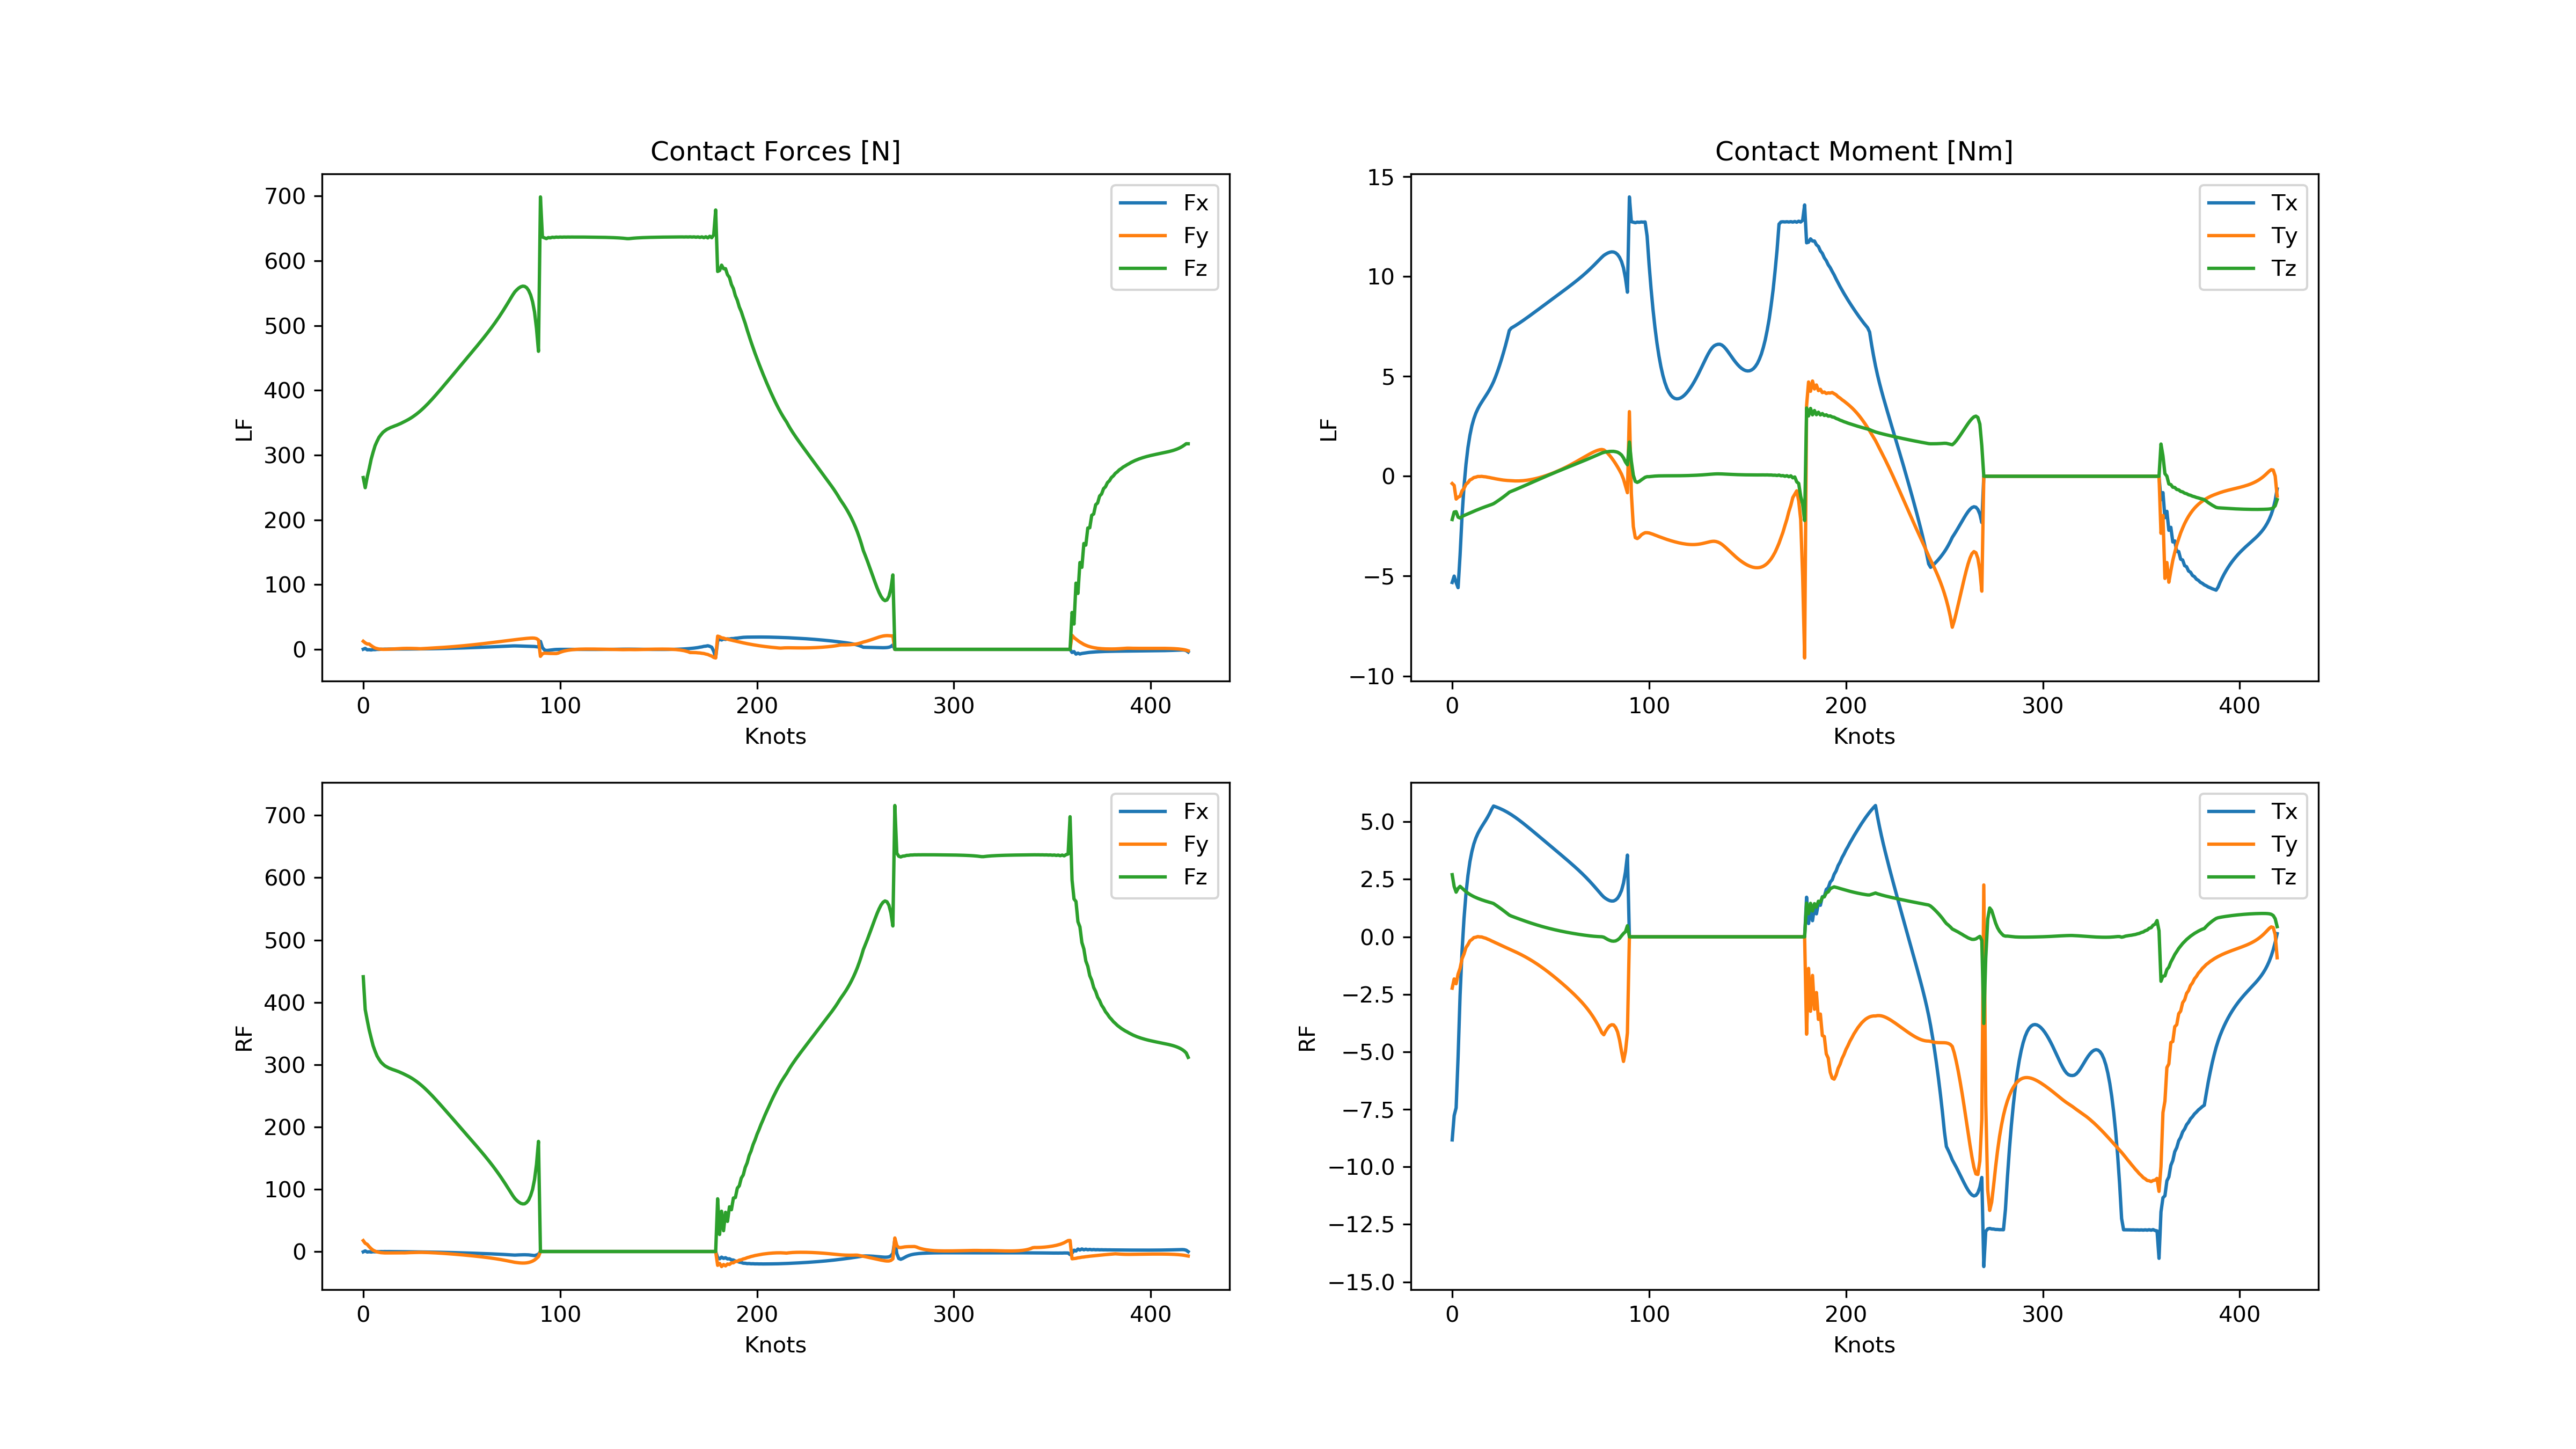 Contact Forces [N]
700
600
500
400
300
200
100
0
LF
0 100 200 300 400
Knots
Fx
Fy
Fz
Contact Moment [Nm]
15
10
5
0
−5
−10
LF
0 100 200 300 400
Knots
Tx
Ty
Tz
700
600
500
400
300
200
100
0
RF
0 100 200 300 400
Knots
Fx
Fy
Fz
5.0
2.5
0.0
−2.5
−5.0
−7.5
−10.0
−12.5
−15.0
RF
0 100 200 300 400
Knots
Tx
Ty
Tz